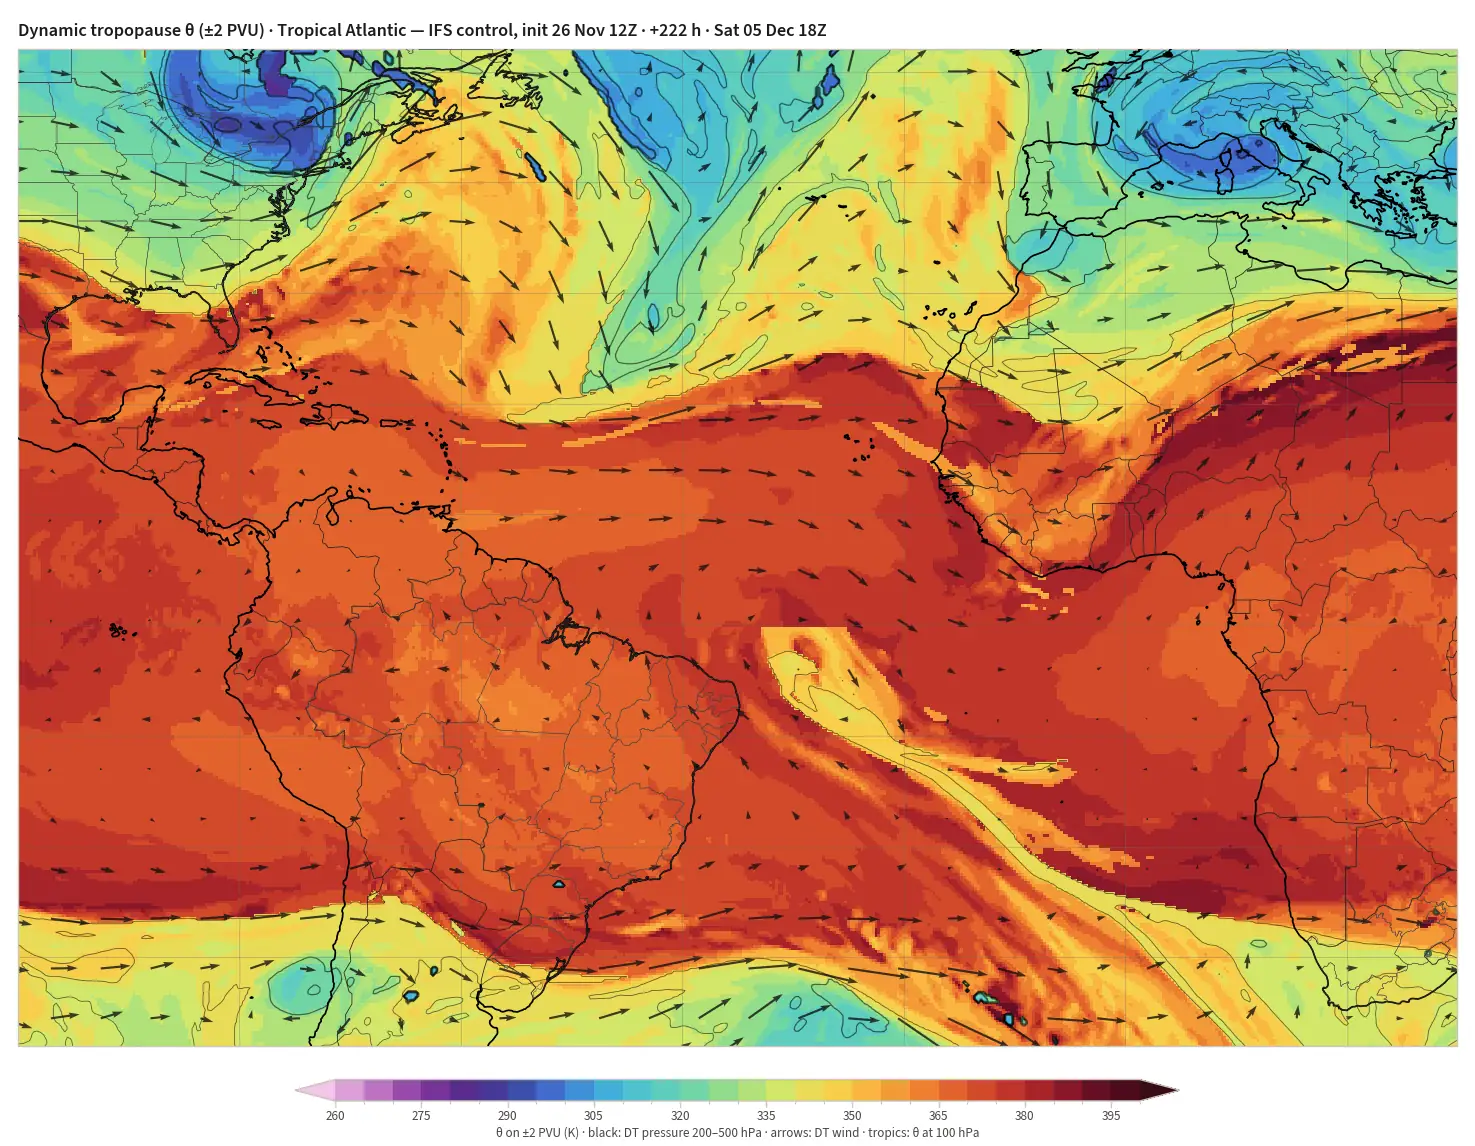 Dynamic tropopause θ (±2 PVU) · Tropical Atlantic — IFS control, init 26 Nov 12Z · +222 h · Sat 05 Dec 18Z
260 275 290 305 320 335 350 365 380 395
θ on ±2 PVU (K) · black: DT pressure 200–500 hPa · arrows: DT wind · tropics: θ at 100 hPa